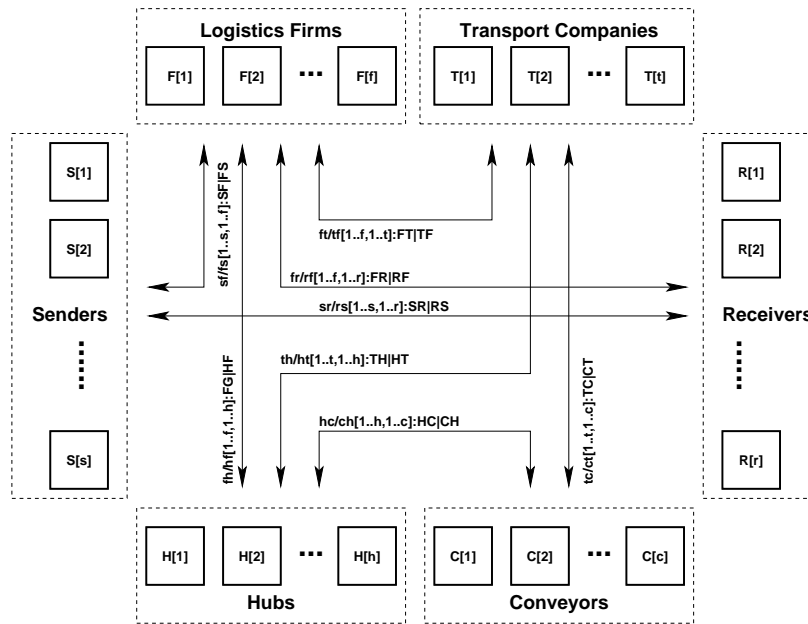 Logistics Firms
F[1] F[2] ... F[f]
Transport Companies
T[1] T[2] ... T[t]
S[1]
S[2]
Senders
S[s]
R[1]
R[2]
Receivers
R[r]
sf/fs[1..s,1..f]:SF|FS
ft/tf[1..f,1..t]:FT|TF
fr/rf[1..f,1..r]:FR|RF
sr/rs[1..s,1..r]:SR|RS
th/ht[1..t,1..h]:TH|HT
hc/ch[1..h,1..c]:HC|CH
fh/hf[1..f,1..h]:FG|HF
tc/ct[1..t,1..c]:TC|CT
H[1] H[2] ... H[h]
Hubs
C[1] C[2] ... C[c]
Conveyors